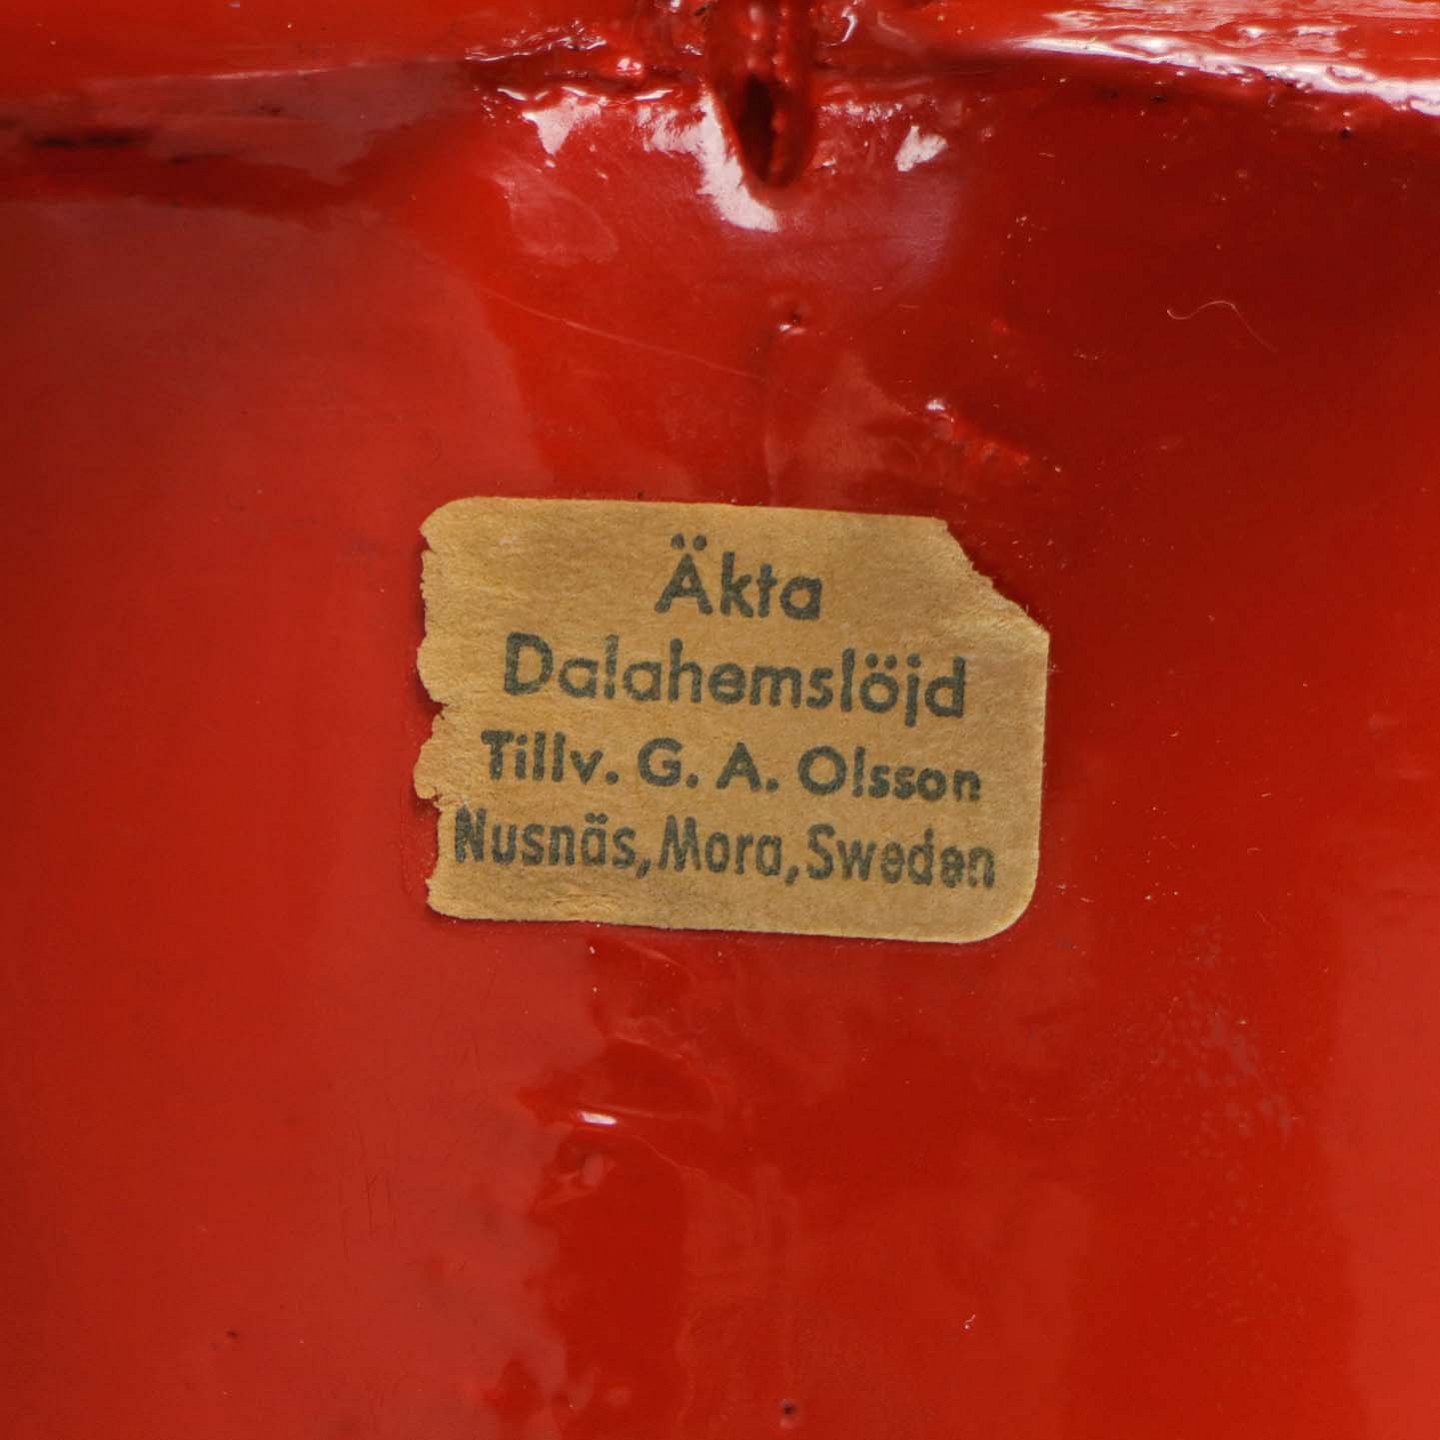 Äkta
Dalahemslöjd
Tillv. G. A. Olsson
Nusnäs, Mora, Sweden